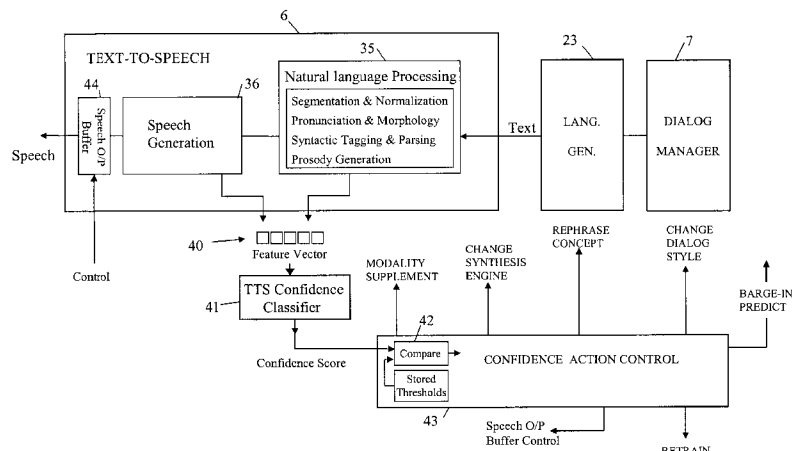 6
35
23
7
TEXT-TO-SPEECH
44
36
Natural language Processing
Segmentation & Normalization
Pronunciation & Morphology
Syntactic Tagging & Parsing
Prosody Generation
Speech O/P
Buffer
Speech
Generation
Speech
Text
LANG.
GEN.
DIALOG
MANAGER
40
Feature Vector
Control
REPHRASE
CONCEPT
CHANGE
DIALOG
STYLE
MODALITY
SUPPLEMENT
CHANGE
SYNTHESIS
ENGINE
BARGE-IN
PREDICT
41
TTS Confidence
Classifier
42
Confidence Score
Compare
CONFIDENCE ACTION CONTROL
Stored
Thresholds
43
Speech O/P
Buffer Control
RETRAIN